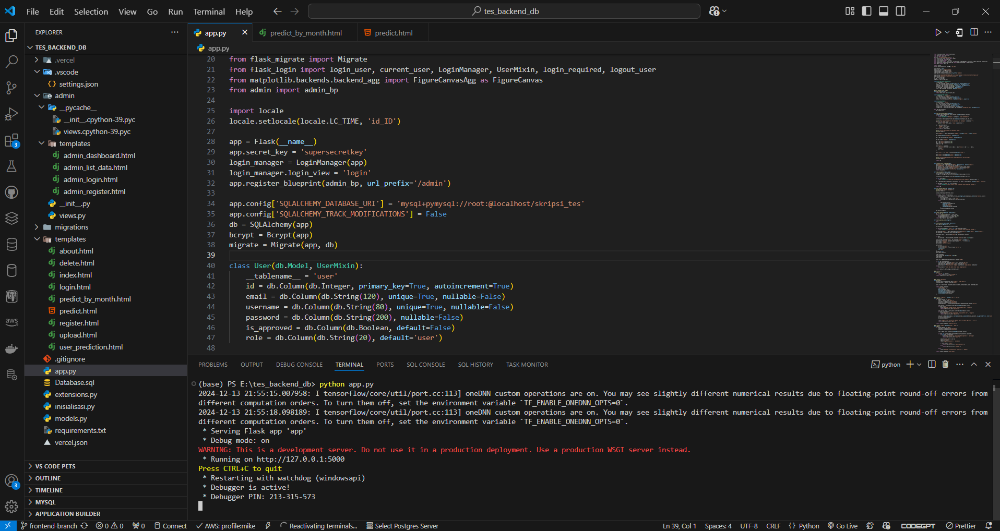 File Edit Selection View Go Run Terminal Help
tes_backend_db
EXPLORER
TES_BACKEND_DB
.vercel
.vscode
settings.json
admin
__pycache__
__init__.cpython-39.pyc
views.cpython-39.pyc
templates
admin_dashboard.html
admin_list_data.html
admin_login.html
admin_register.html
__init__.py
views.py
migrations
templates
about.html
delete.html
index.html
login.html
predict_by_month.html
predict.html
register.html
upload.html
user_prediction.html
.gitignore
app.py
Database.sql
extensions.py
inisialisasi.py
models.py
requirements.txt
vercel.json
VS CODE PETS
OUTLINE
TIMELINE
MYSQL
APPLICATION BUILDER
3
aws
3
app.py predict_by_month.html predict.html
app.py
20 from flask_migrate import Migrate
21 from flask_login import login_user, current_user, LoginManager, UserMixin, login_required, logout_user
22 from matplotlib.backends.backend_agg import FigureCanvasAgg as FigureCanvas
23 from admin import admin_bp
24
25 import locale
26 locale.setlocale(locale.LC_TIME, 'id_ID')
27
28 app = Flask(__name__)
29 app.secret_key = 'supersecretkey'
30 login_manager = LoginManager(app)
31 login_manager.login_view = 'login'
32 app.register_blueprint(admin_bp, url_prefix='/admin')
33
34 app.config['SQLALCHEMY_DATABASE_URI'] = 'mysql+pymysql://root:@localhost/skripsi_tes'
35 app.config['SQLALCHEMY_TRACK_MODIFICATIONS'] = False
36 db = SQLAlchemy(app)
37 bcrypt = Bcrypt(app)
38 migrate = Migrate(app, db)
39
40 class User(db.Model, UserMixin):
41 __tablename__ = 'user'
42 id = db.Column(db.Integer, primary_key=True, autoincrement=True)
43 email = db.Column(db.String(120), unique=True, nullable=False)
44 username = db.Column(db.String(80), unique=True, nullable=False)
45 password = db.Column(db.String(200), nullable=False)
46 is_approved = db.Column(db.Boolean, default=False)
47 role = db.Column(db.String(20), default='user')
48
PROBLEMS OUTPUT DEBUG CONSOLE TERMINAL PORTS SQL CONSOLE SQL HISTORY TASK MONITOR
python
(base) PS E:\tes_backend_db> python app.py
2024-12-13 21:55:15.007958: I tensorflow/core/util/port.cc:113] oneDNN custom operations are on. You may see slightly different numerical results due to floating-point round-off errors from
different computation orders. To turn them off, set the environment variable `TF_ENABLE_ONEDNN_OPTS=0`.
2024-12-13 21:55:18.098189: I tensorflow/core/util/port.cc:113] oneDNN custom operations are on. You may see slightly different numerical results due to floating-point round-off errors from
different computation orders. To turn them off, set the environment variable `TF_ENABLE_ONEDNN_OPTS=0`.
* Serving Flask app 'app'
* Debug mode: on
WARNING: This is a development server. Do not use it in a production deployment. Use a production WSGI server instead.
* Running on http://127.0.0.1:5000
Press CTRL+C to quit
* Restarting with watchdog (windowsapi)
* Debugger is active!
* Debugger PIN: 213-315-573
frontend-branch 0 0 0 Connect AWS: profile:mike Reactivating terminals... Select Postgres Server Ln 39, Col 1 Spaces: 4 UTF-8 CRLF {} Python Go Live CODEGPT Prettier